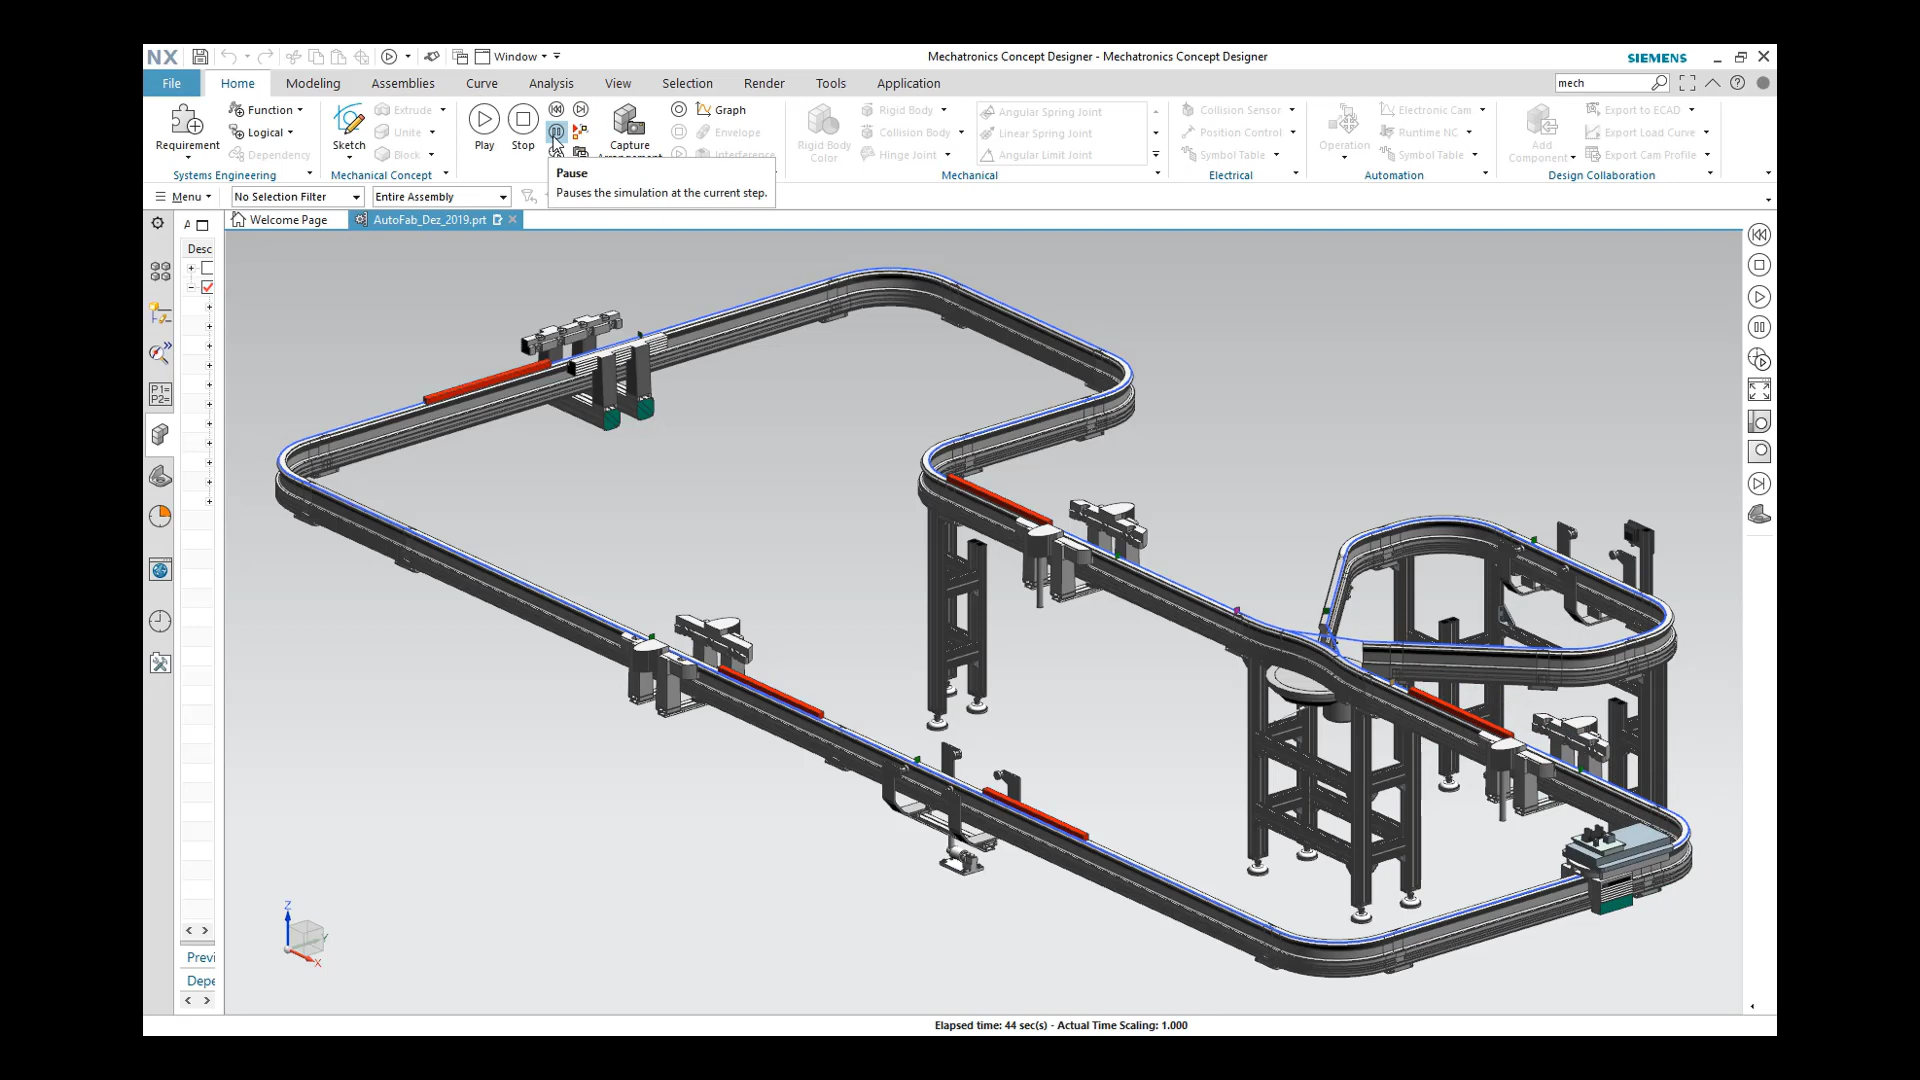 NX Window Mechatronics Concept Designer - Mechatronics Concept Designer SIEMENS
File Home Modeling Assemblies Curve Analysis View Selection Render Tools Application mech
Function Extrude Graph Rigid Body Angular Spring Joint Collision Sensor Electronic Cam Export to ECAD
Logical Unite Envelope Collision Body Linear Spring Joint Position Control Runtime NC Export Load Curve
Requirement Sketch Play Stop Capture Rigid Body Color Operation Add Component
Dependency Block Interference Hinge Joint Angular Limit Joint Symbol Table Symbol Table Export Cam Profile
Systems Engineering Mechanical Concept Mechanical Electrical Automation Design Collaboration
Pause
Pauses the simulation at the current step.
Menu No Selection Filter Entire Assembly
Welcome Page AutoFab_Dez_2019.prt
A
Desc
P1=
P2=
Z
Y
X
Previ
Depe
Elapsed time: 44 sec(s) - Actual Time Scaling: 1.000